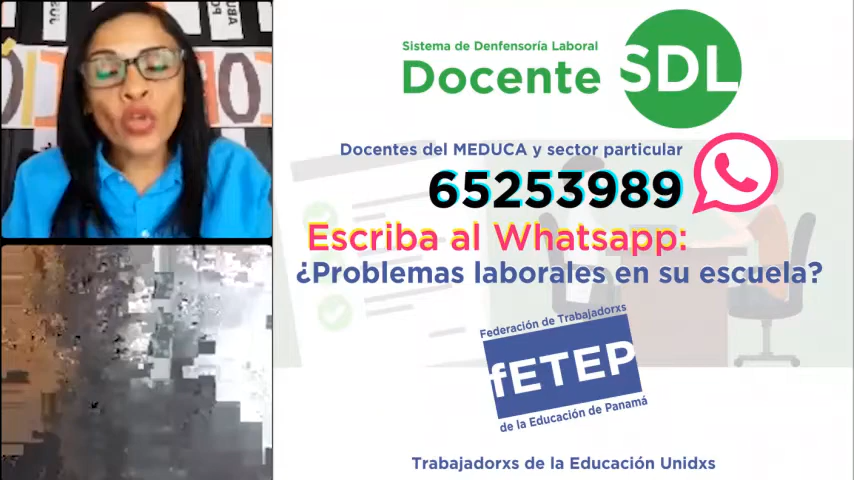 Sistema de Denfensoría Laboral
Docente
SDL
Docentes del MEDUCA y sector particular
65253989
Escriba al Whatsapp:
¿Problemas laborales en su escuela?
Federación de Trabajadorxs
fETEP
de la Educación de Panamá
Trabajadorxs de la Educación Unidxs